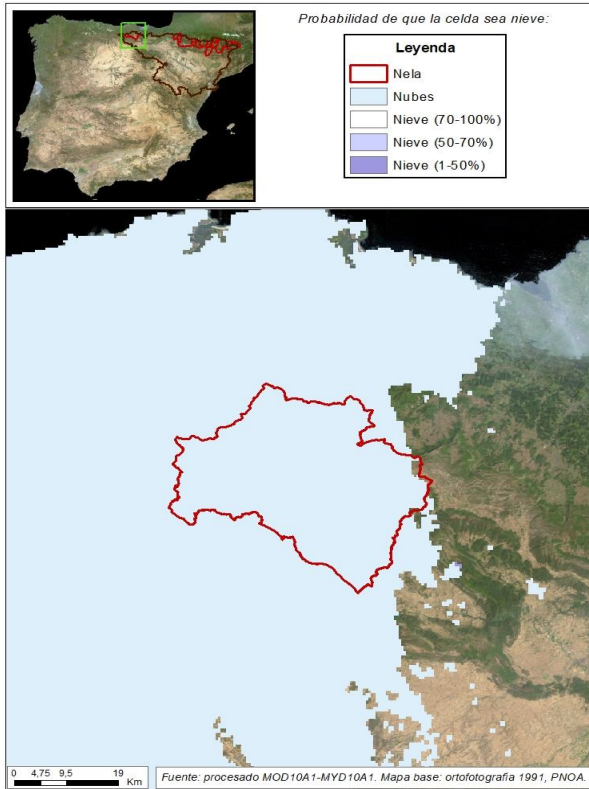 Probabilidad de que la celda sea nieve:
Leyenda
Nela
Nubes
Nieve (70-100%)
Nieve (50-70%)
Nieve (1-50%)
0 4,75 9,5 19
Km
Fuente: procesado MOD10A1-MYD10A1. Mapa base: ortofotografía 1991, PNOA.